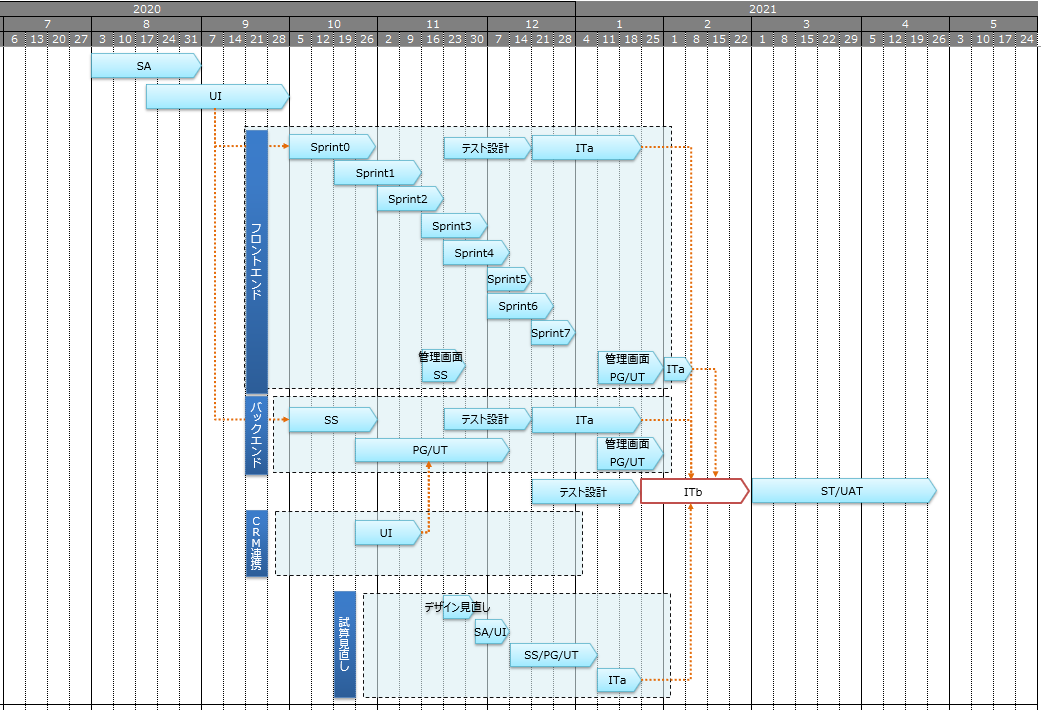 2020 2021
7 8 9 10 11 12 1 2 3 4 5
6 13 20 27 3 10 17 24 31 7 14 21 28 5 12 19 26 2 9 16 23 30 7 14 21 28 4 11 18 25 1 8 15 22 1 8 15 22 29 5 12 19 26 3 10 17 24
SA
UI
フロントエンド
Sprint0
テスト設計
ITa
Sprint1
Sprint2
Sprint3
Sprint4
Sprint5
Sprint6
Sprint7
管理画面
SS
管理画面
PG/UT
ITa
バックエンド
SS
テスト設計
ITa
PG/UT
管理画面
PG/UT
テスト設計
ITb
ST/UAT
CRM連携
UI
試算見直し
デザイン見直し
SA/UI
SS/PG/UT
ITa